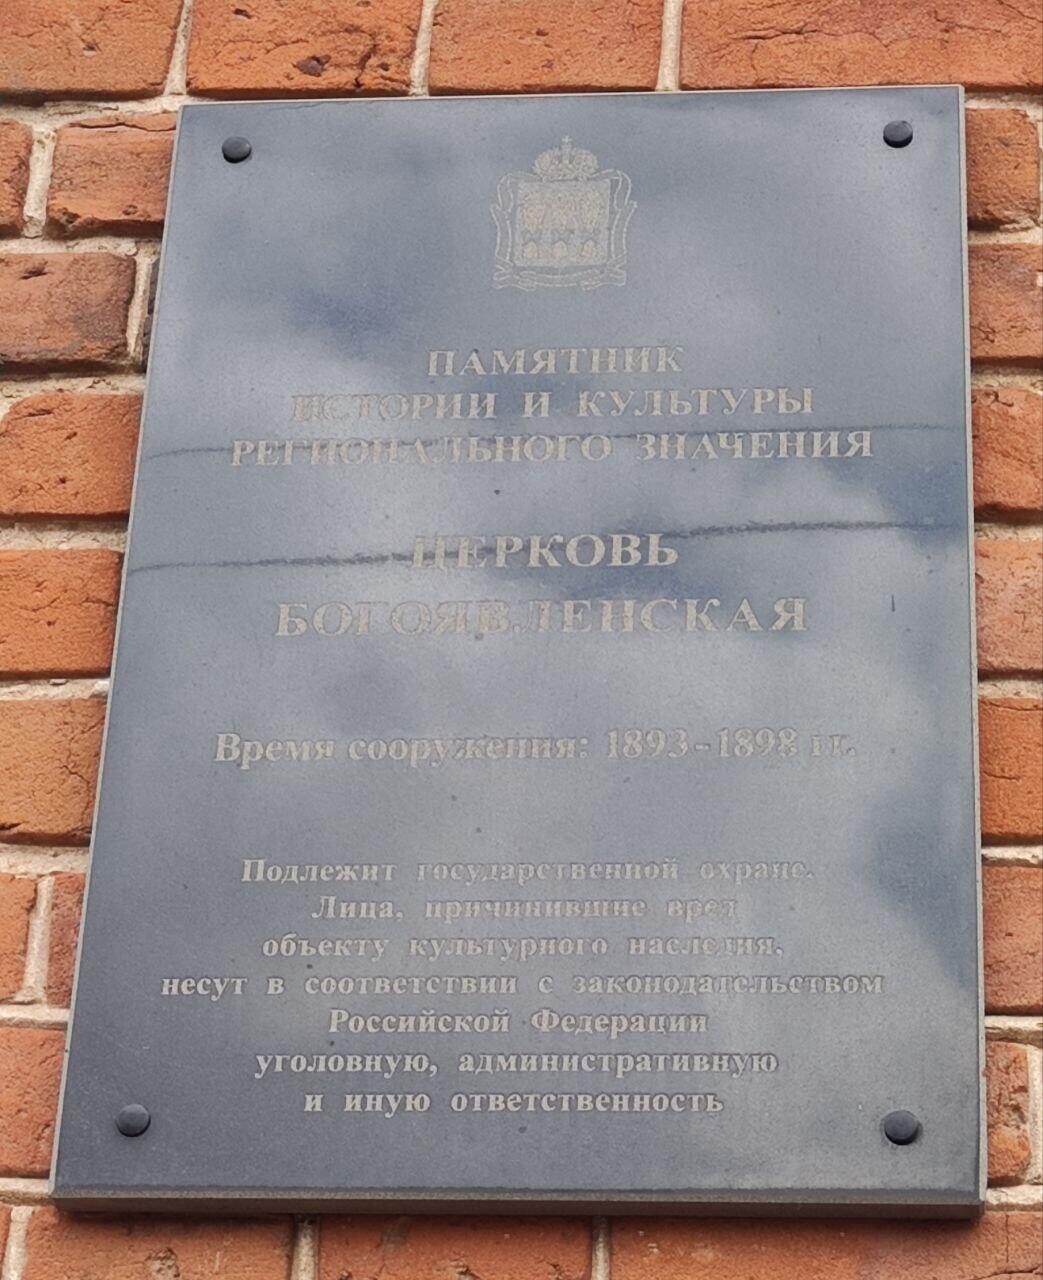 ПАМЯТНИК
ИСТОРИИ И КУЛЬТУРЫ
РЕГИОНАЛЬНОГО ЗНАЧЕНИЯ
ЦЕРКОВЬ
БОГОЯВЛЕНСКАЯ
Время сооружения: 1893-1898 гг.
Подлежит государственной охране.
Лица, причинившие вред
объекту культурного наследия,
несут в соответствии с законодательством
Российской Федерации
уголовную, административную
и иную ответственность